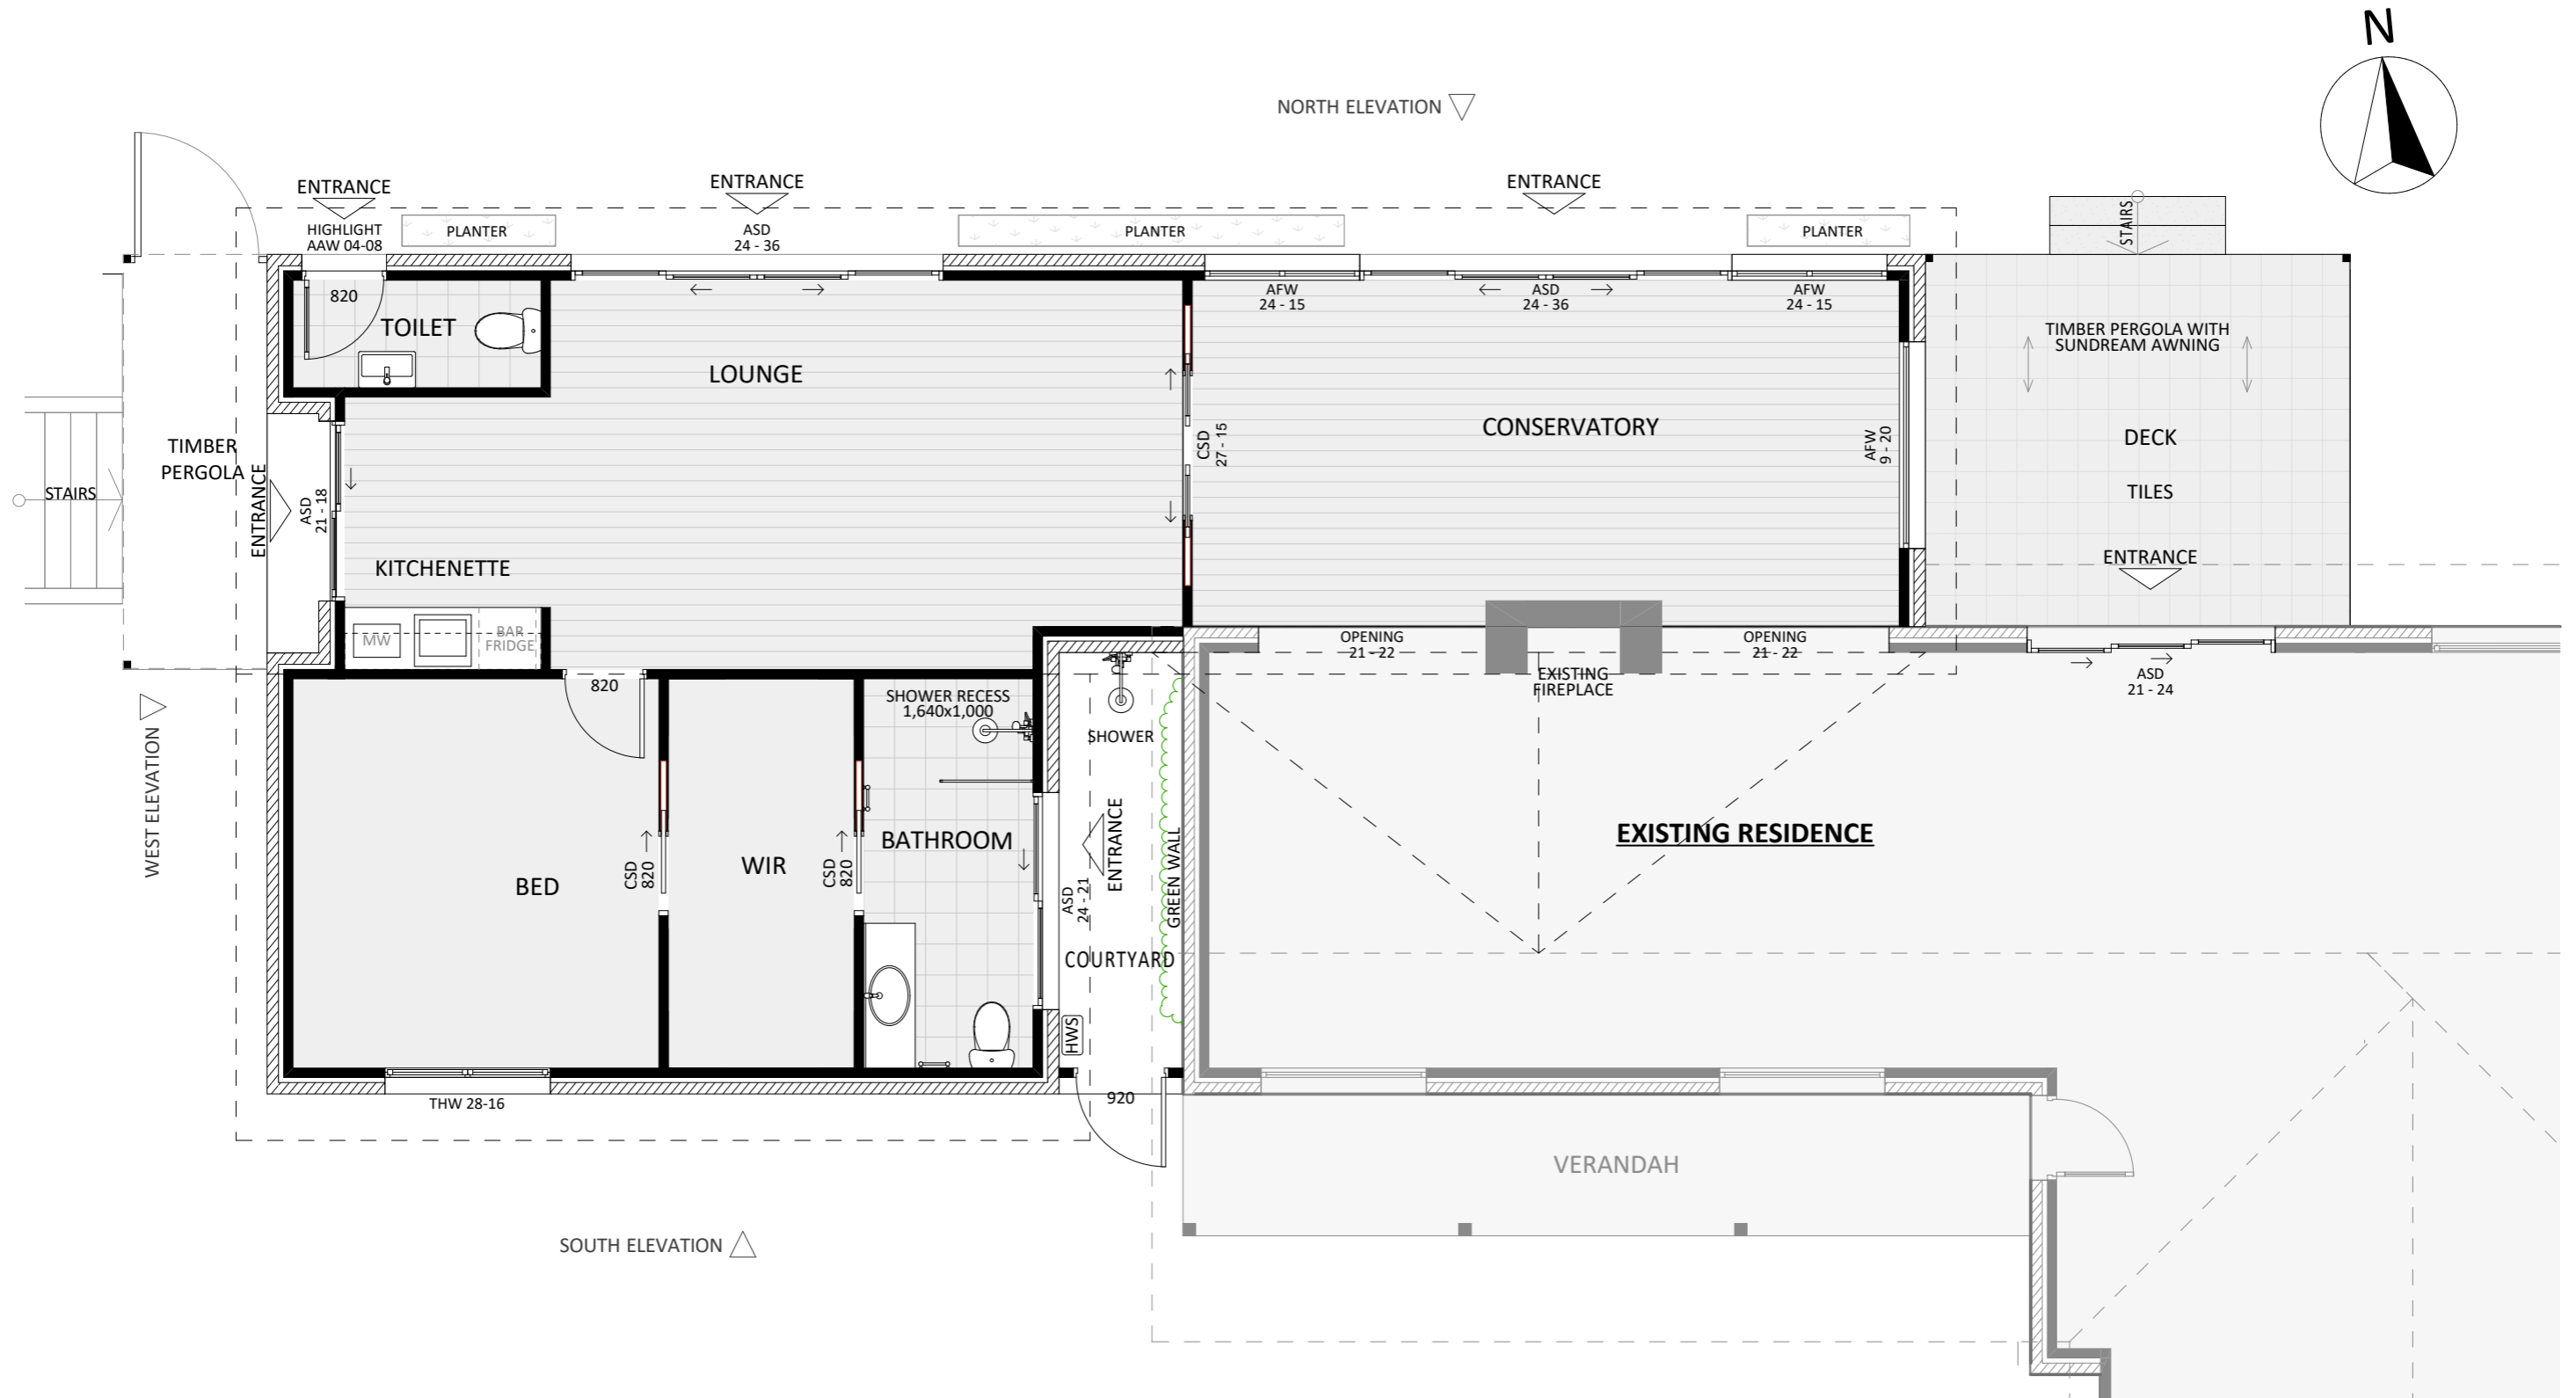 N
NORTH ELEVATION
ENTRANCE
ENTRANCE
ENTRANCE
HIGHLIGHT
AAW 04-08
PLANTER
ASD
24 - 36
PLANTER
PLANTER
STAIRS
820
TOILET
LOUNGE
AFW
24 - 15
ASD
24 - 36
AFW
24 - 15
TIMBER PERGOLA WITH
SUNDREAM AWNING
CONSERVATORY
CSD
27 - 15
AFW
9 - 20
DECK
TILES
ENTRANCE
TIMBER
PERGOLA
STAIRS
ENTRANCE
ASD
21 - 18
KITCHENETTE
MW
BAR
FRIDGE
OPENING
21 - 22
OPENING
21 - 22
EXISTING
FIREPLACE
ASD
21 - 24
820
SHOWER RECESS
1,640x1,000
SHOWER
WEST ELEVATION
BED
CSD
820
WIR
CSD
820
BATHROOM
ASD
24 - 21
ENTRANCE
GREEN WALL
COURTYARD
HWS
EXISTING RESIDENCE
THW 28-16
920
VERANDAH
SOUTH ELEVATION